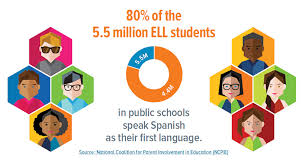 80% of the
5.5 million ELL students
5.5M
4.4M
in public schools
speak Spanish
as their first language.
Source: National Coalition for Parent Involvement in Education (NCPIE)